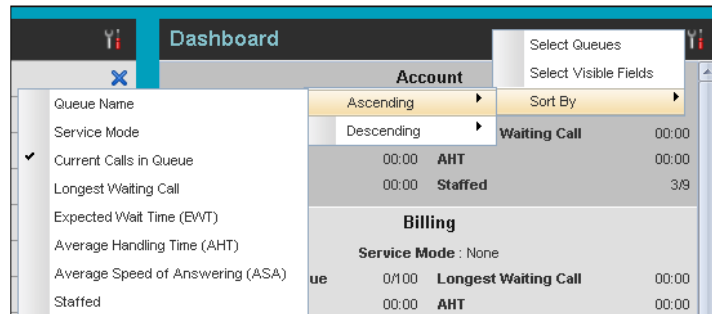 Dashboard
Select Queues
Select Visible Fields
Sort By
Account
Ascending
Descending
Queue Name
Service Mode
Current Calls in Queue
Longest Waiting Call
Expected Wait Time (EWT)
Average Handling Time (AHT)
Average Speed of Answering (ASA)
Staffed
Waiting Call 00:00
00:00 AHT 00:00
00:00 Staffed 3/9
Billing
Service Mode : None
ue 0/100 Longest Waiting Call 00:00
00:00 AHT 00:00